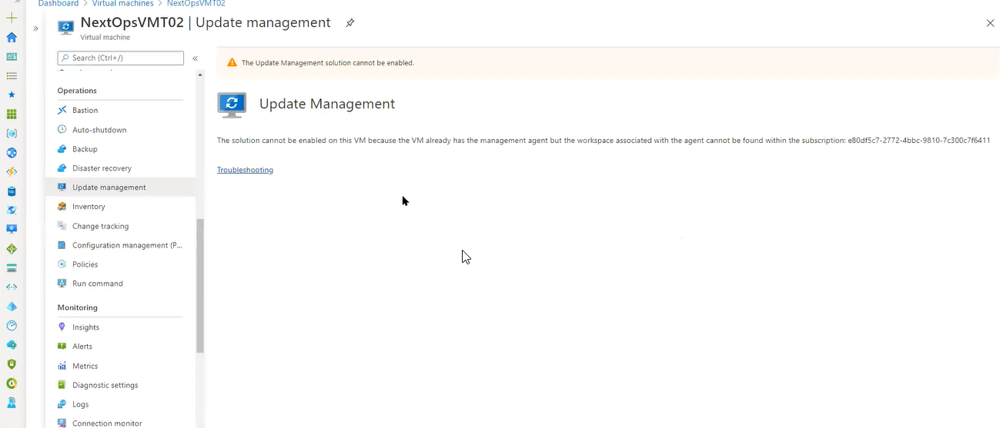 Dashboard > Virtual machines > NextOpsVMT02
NextOpsVMT02 | Update management
Virtual machine
Search (Ctrl+/)
The Update Management solution cannot be enabled.
Operations
Bastion
Auto-shutdown
Backup
Disaster recovery
Update management
Inventory
Change tracking
Configuration management (P...
Policies
Run command
Monitoring
Insights
Alerts
Metrics
Diagnostic settings
Logs
Connection monitor
Update Management
The solution cannot be enabled on this VM because the VM already has the management agent but the workspace associated with the agent cannot be found within the subscription: e80df5c7-2772-4bbc-9810-7c300c7f6411
Troubleshooting